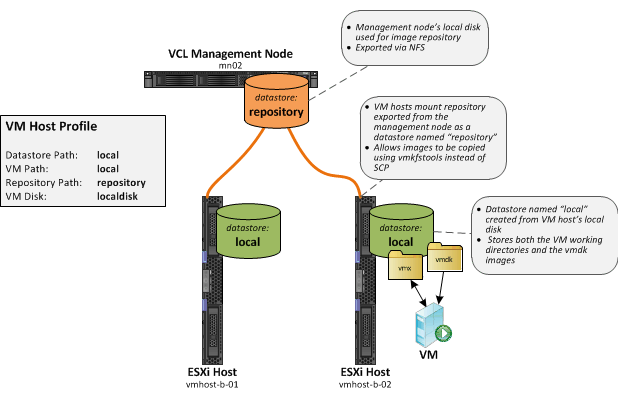 Management node's local disk
used for image repository
Exported via NFS
VCL Management Node
mn02
datastore:
repository
VM hosts mount repository
exported from the
management node as a
datastore named "repository"
Allows images to be copied
using vmkfstools instead of
SCP
VM Host Profile
Datastore Path: local
VM Path: local
Repository Path: repository
VM Disk: localdisk
datastore:
local
datastore:
local
Datastore named "local"
created from VM host's local
disk
Stores both the VM working
directories and the vmdk
images
vmx
vmdk
VM
ESXi Host
vmhost-b-01
ESXi Host
vmhost-b-02